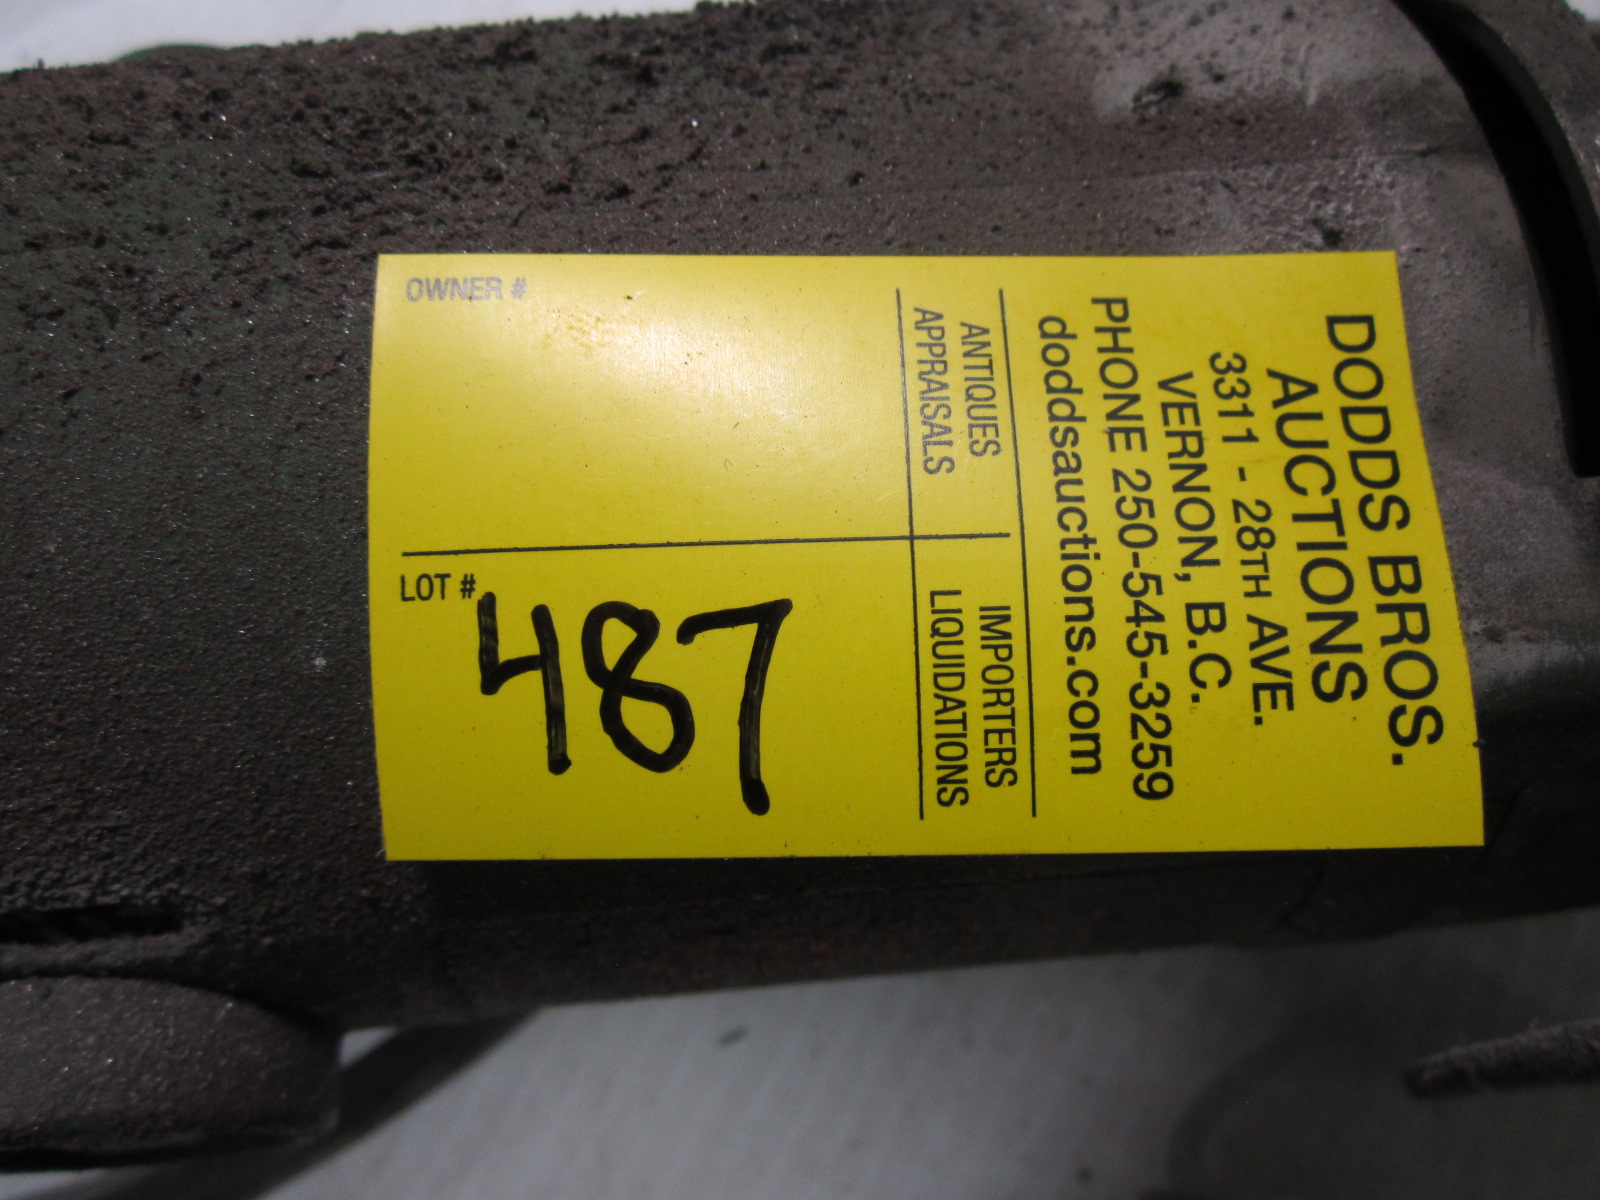 DODDS BROS.
AUCTIONS
3311 - 28TH AVE.
VERNON, B.C.
PHONE 250-545-3259
doddsauctions.com
ANTIQUES
APPRAISALS
IMPORTERS
LIQUIDATIONS
OWNER #
LOT # 487